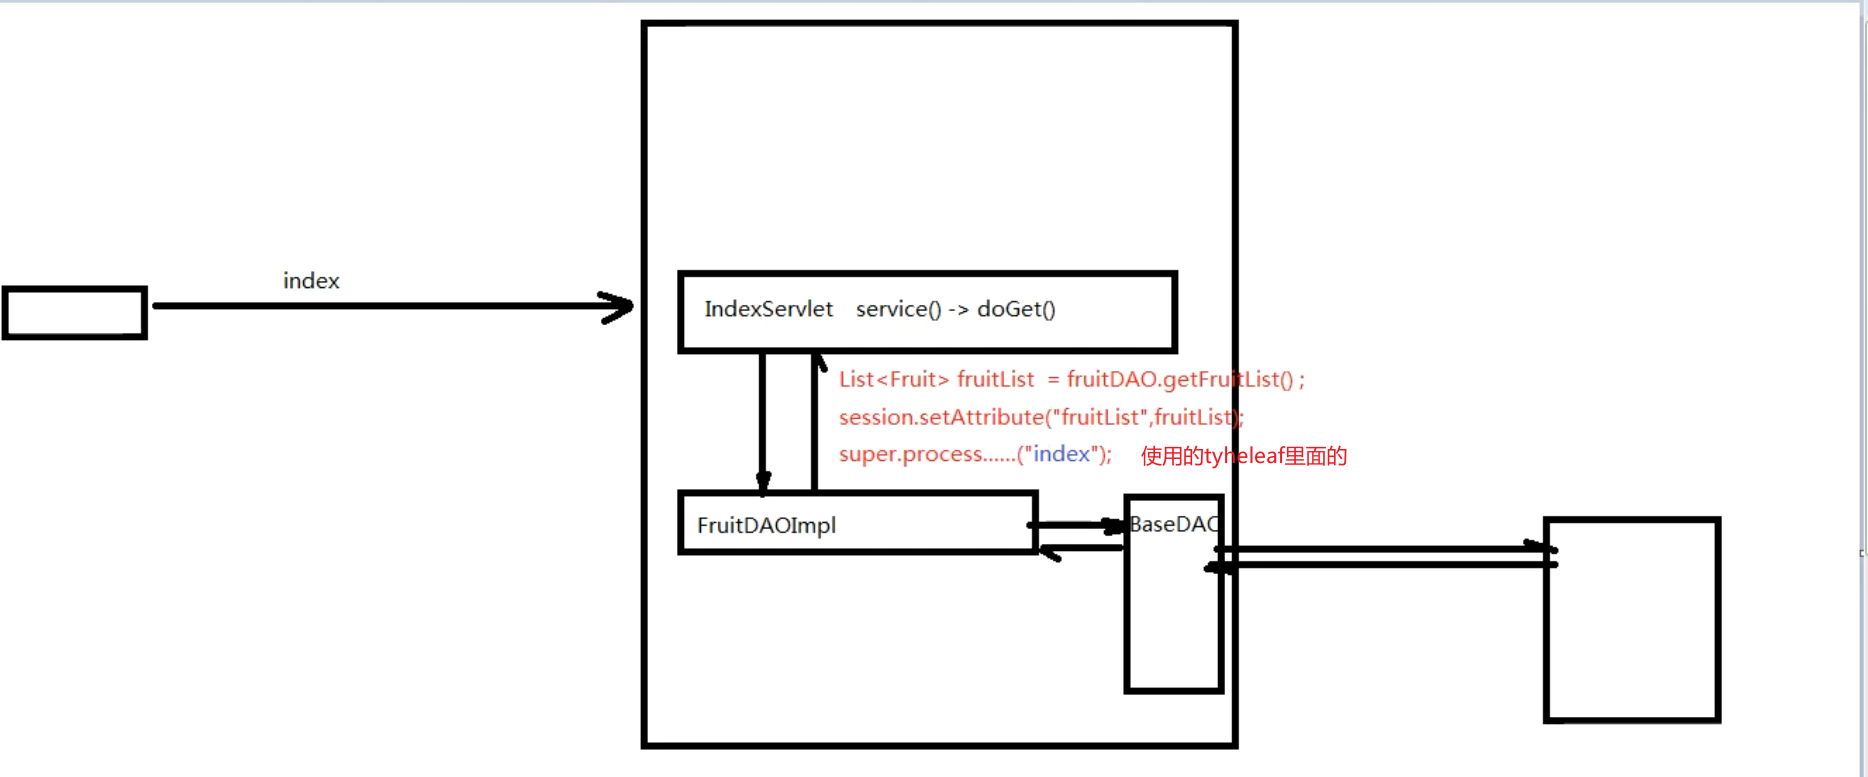 index
IndexServlet service() -> doGet()
List<Fruit> fruitList = fruitDAO.getFruitList() ;
session.setAttribute("fruitList",fruitList);
super.process......("index"); 使用的tyheleaf里面的
FruitDAOImpl
BaseDAO